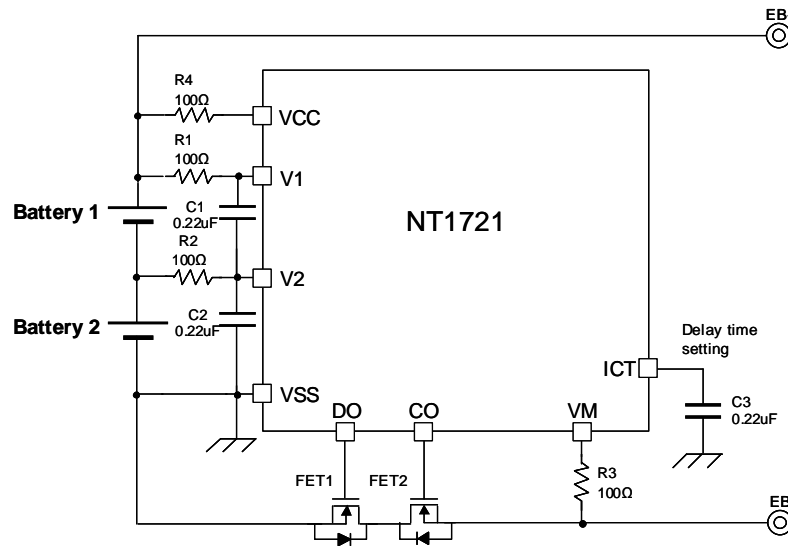 EB
R4
100Ω
VCC
R1
100Ω
V1
Battery 1
C1
0.22uF
NT1721
R2
100Ω
V2
Battery 2
C2
0.22uF
Delay time
setting
ICT
VSS
DO
CO
VM
C3
0.22uF
FET1
FET2
R3
100Ω
EB